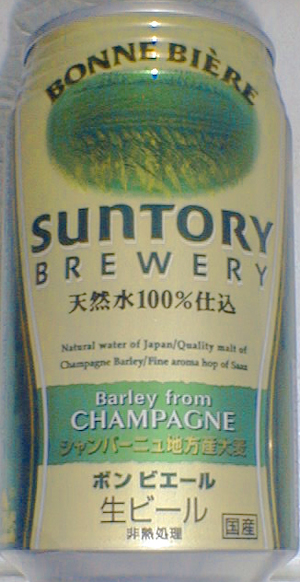 BONNE BIÈRE
SUNTORY
BREWERY
天然水100%仕込
Natural water of Japan/Quality malt of
Champagne Barley/Fine aroma hop of Saaz
Barley from
CHAMPAGNE
シャンパーニュ地方産大麦
ボン ビエール
生ビール
非熱処理
国産